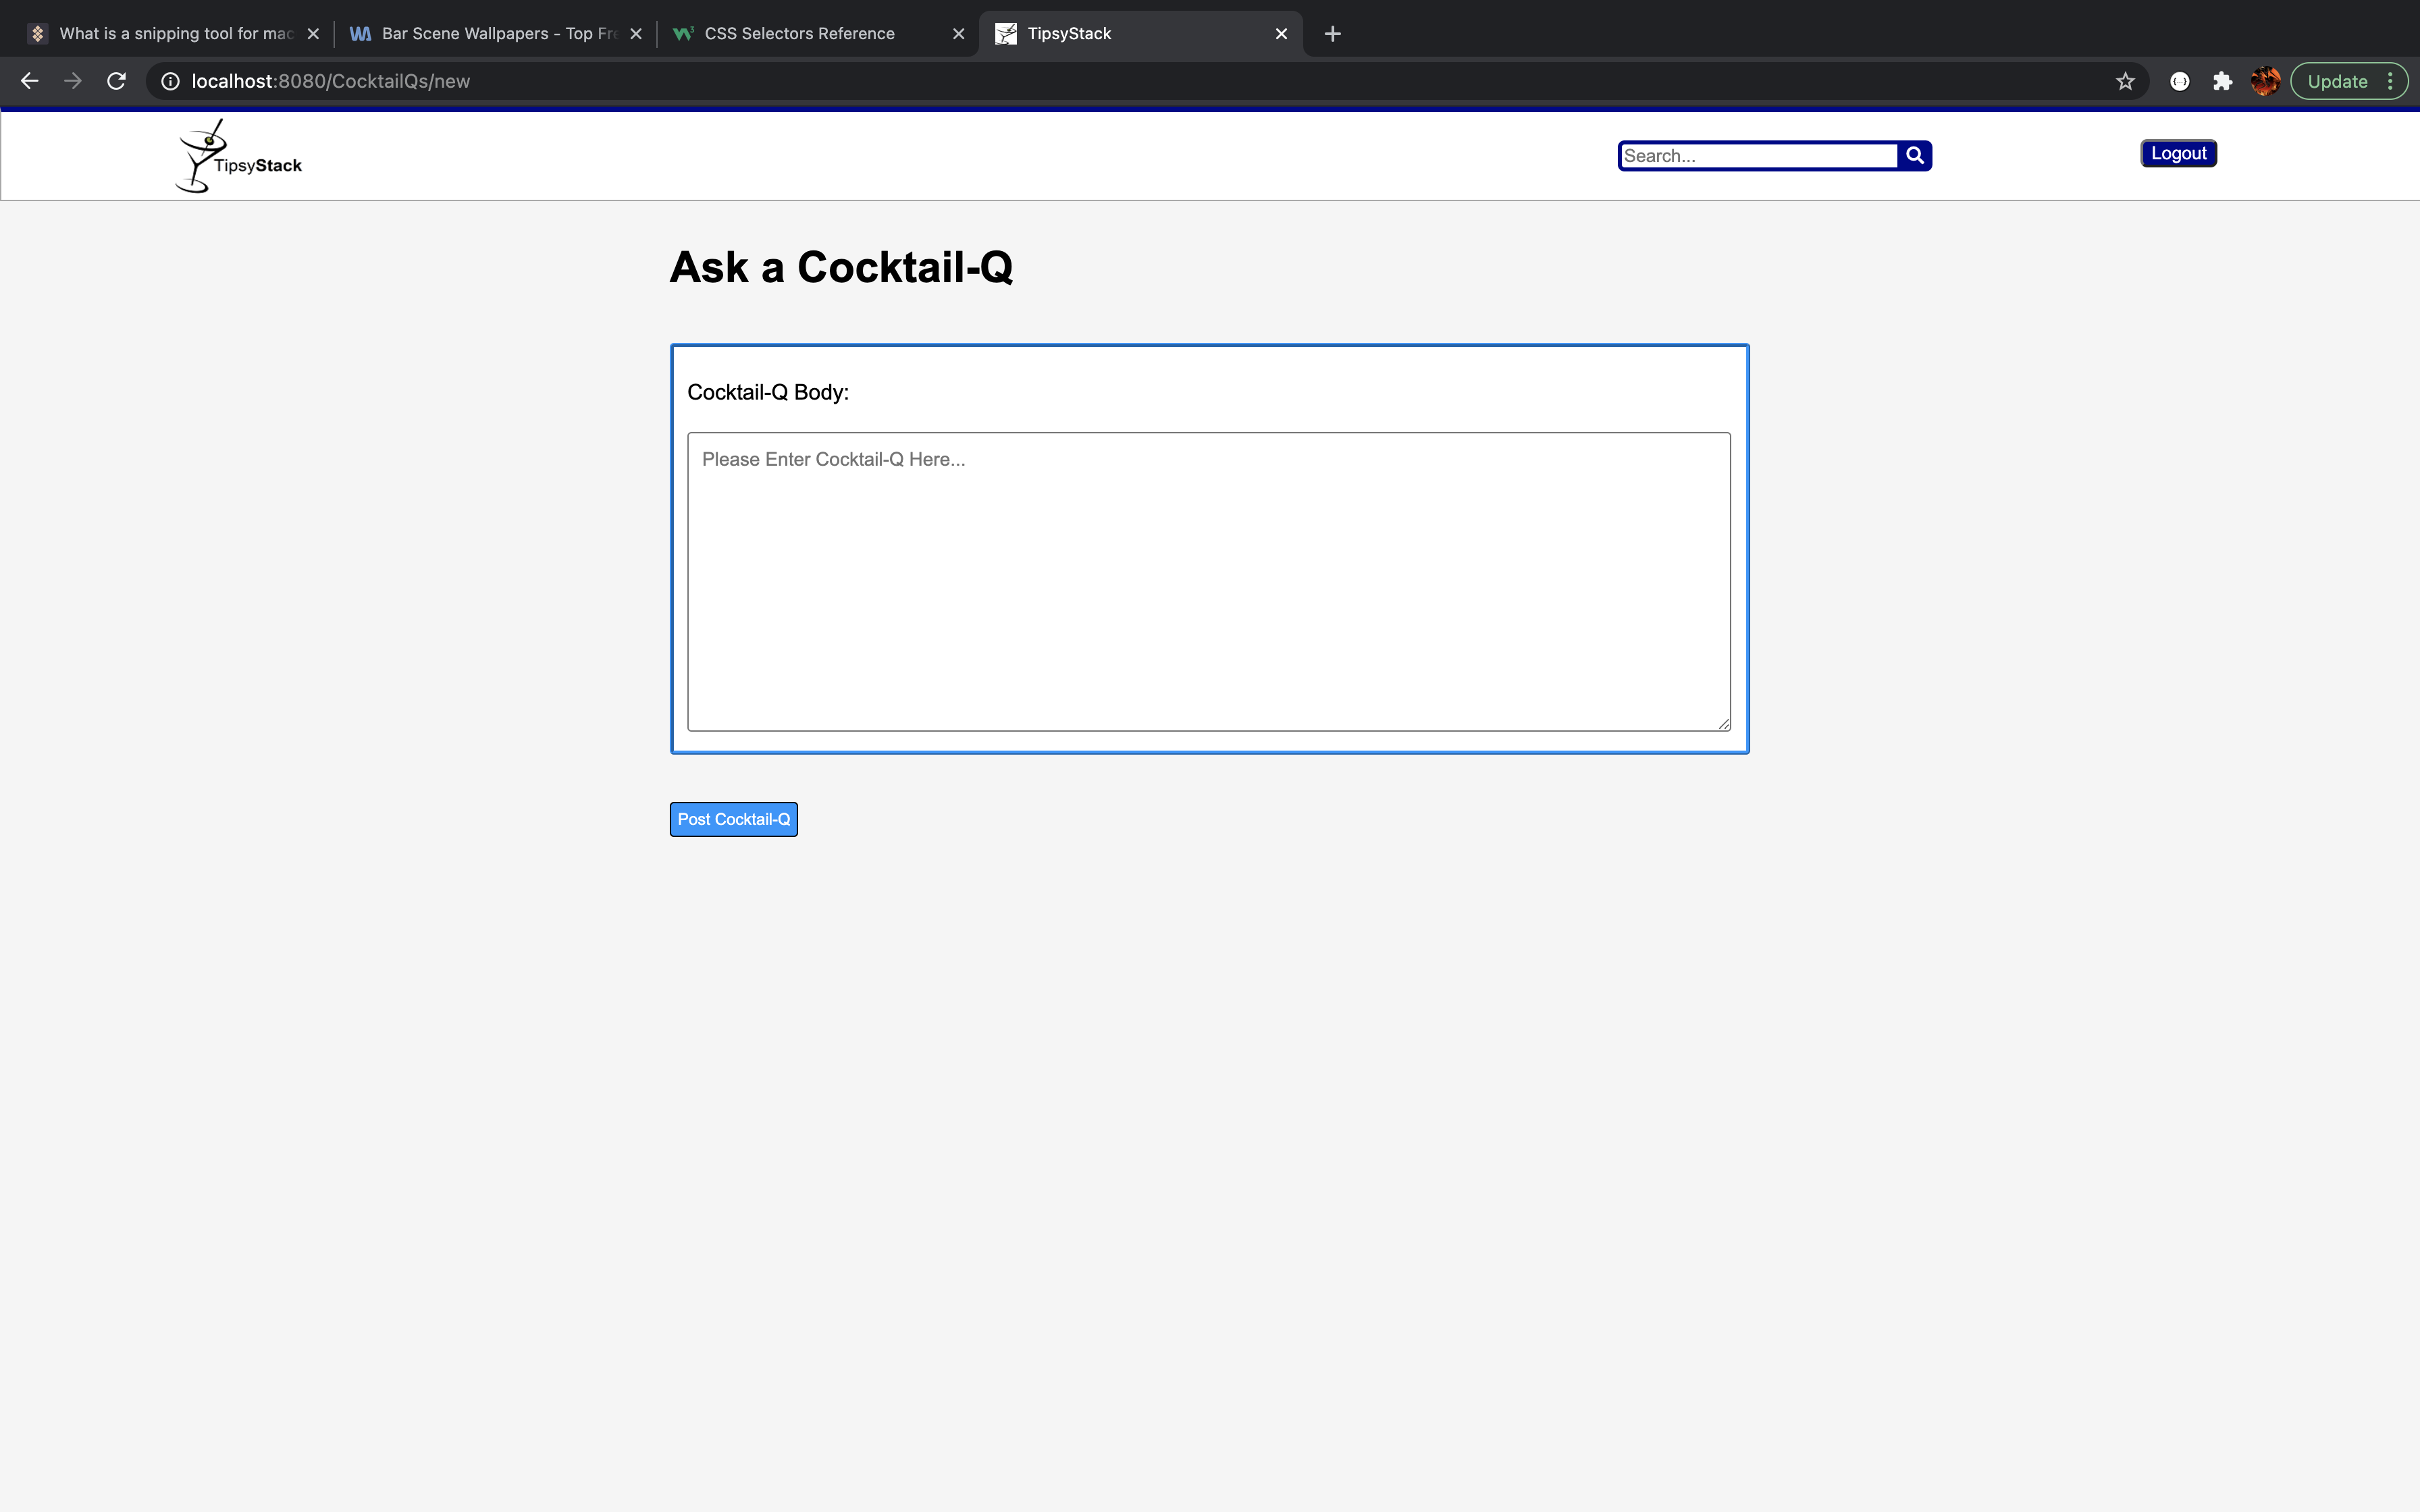 What is a snipping tool for mac
Bar Scene Wallpapers - Top Fre
CSS Selectors Reference
TipsyStack
localhost:8080/CocktailQs/new
Update
TipsyStack
Search...
Logout
Ask a Cocktail-Q
Cocktail-Q Body:
Please Enter Cocktail-Q Here...
Post Cocktail-Q